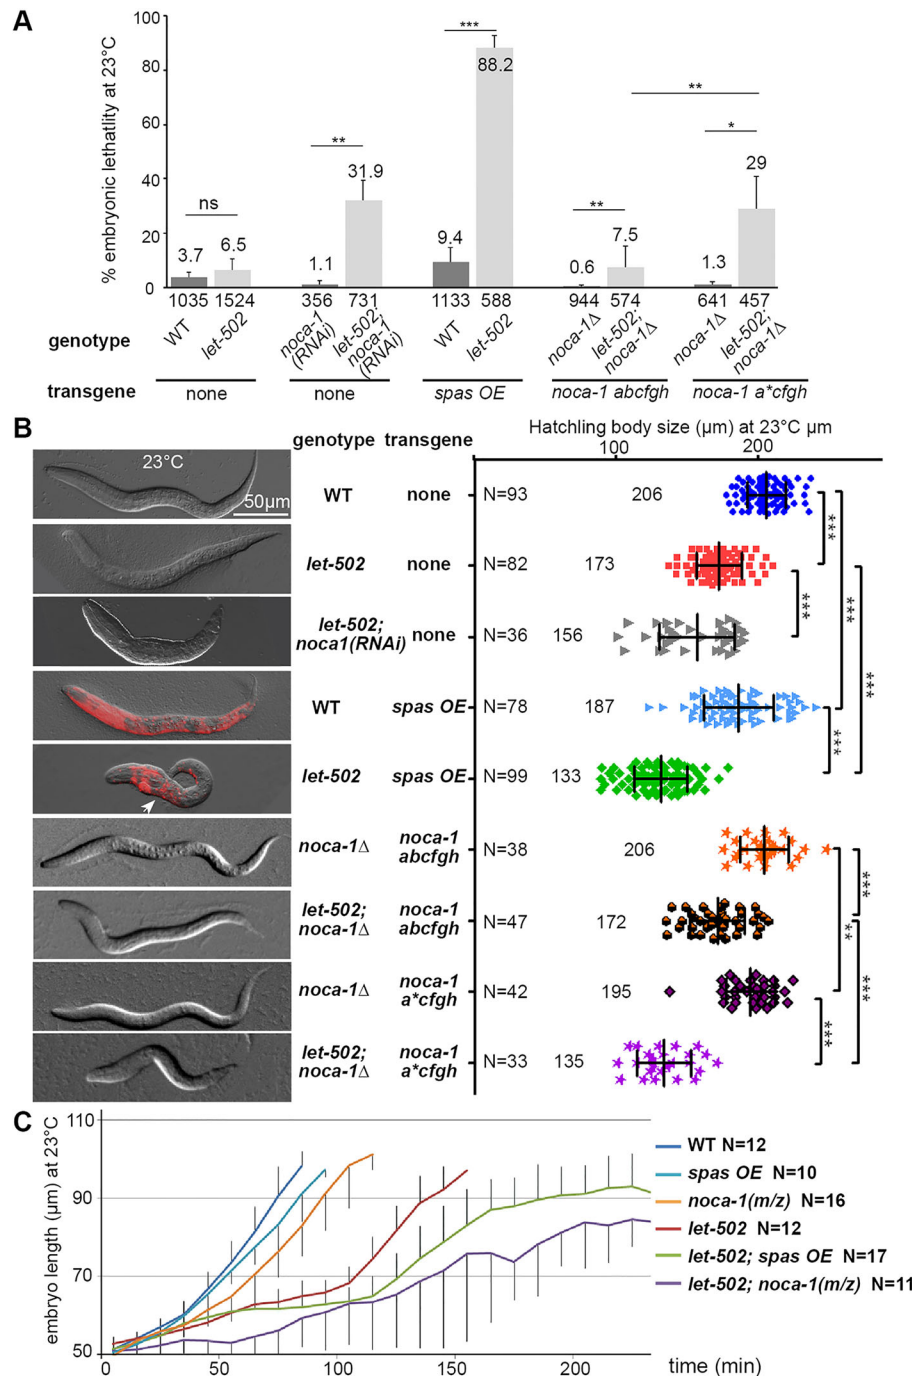 A
% embryonic lethatlity at 23°C
100
80
60
40
20
0
ns
3.7
6.5
**
1.1
31.9
***
9.4
88.2
**
0.6
7.5
**
*
1.3
29
1035 1524 356 731 1133 588 944 574 641 457
genotype
WT
let-502
noca-1 (RNAi)
let-502; noca-1 (RNAi)
WT
let-502
noca-1Δ
let-502; noca-1Δ
noca-1Δ
let-502; noca-1Δ
transgene
none none spas OE noca-1 abcfgh noca-1 a*cfgh
B
genotype transgene
Hatchling body size (µm) at 23°C µm
100 200
23°C
50µm
WT none N=93 206
let-502 none N=82 173
let-502;
noca1(RNAi) none N=36 156
WT spas OE N=78 187
let-502 spas OE N=99 133
noca-1Δ noca-1
abcfgh N=38 206
let-502;
noca-1Δ noca-1
abcfgh N=47 172
noca-1Δ noca-1
a*cfgh N=42 195
let-502;
noca-1Δ noca-1
a*cfgh N=33 135
***
***
***
***
***
***
**
***
***
C
embryo length (µm) at 23°C
110
90
70
50
0 50 100 150 200
time (min)
WT N=12
spas OE N=10
noca-1(m/z) N=16
let-502 N=12
let-502; spas OE N=17
let-502; noca-1(m/z) N=11